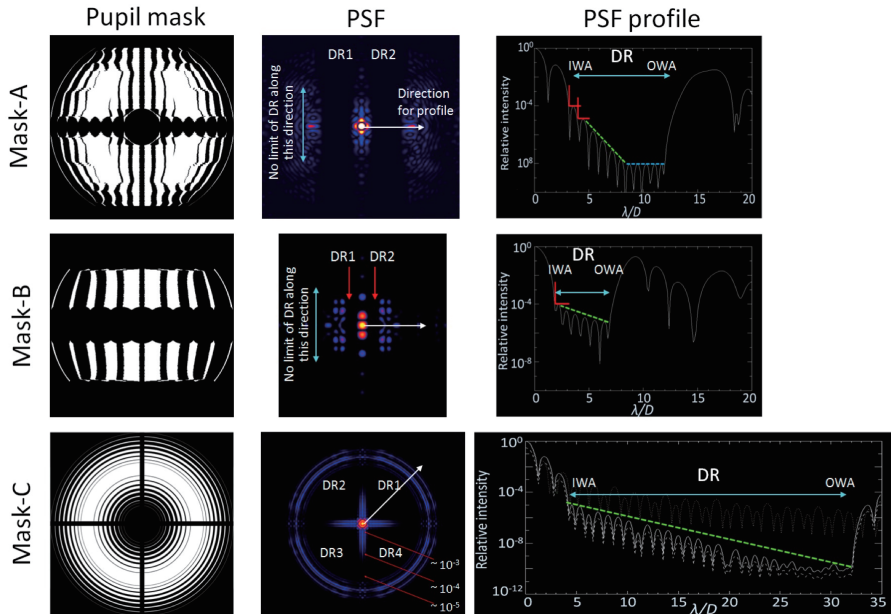 Pupil mask
PSF
PSF profile
Mask-A
DR1
DR2
Direction
for profile
No limit of DR along
this direction
Relative intensity
10^0
10^-4
10^8
IWA
DR
OWA
0
5
10
15
20
λ/D
Mask-B
DR1
DR2
No limit of DR along
this direction
Relative intensity
10^0
10^-4
10^-8
DR
IWA
OWA
0
5
10
15
20
λ/D
Mask-C
DR2
DR1
DR3
DR4
~ 10^-3
~ 10^-4
~ 10^-5
Relative intensity
10^0
10^-4
10^-8
10^-10
10^-12
DR
IWA
OWA
0
5
10
15
20
25
30
35
λ/D